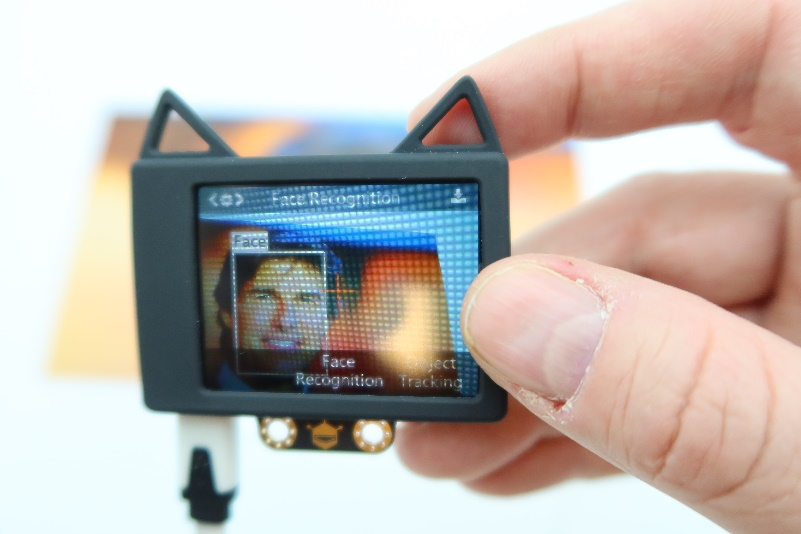 Face Recognition
Face
Face Object
Recognition Tracking